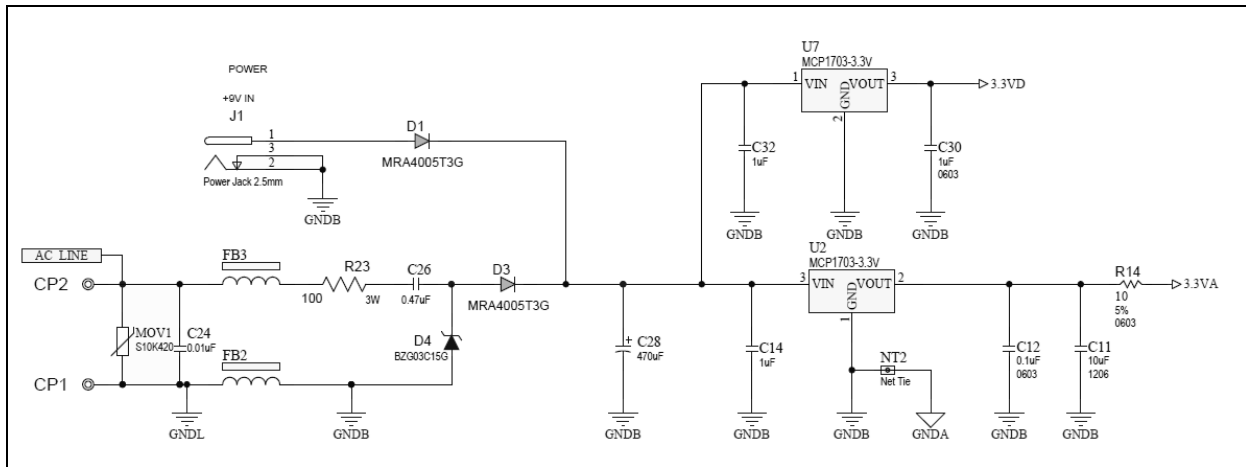 POWER
+9V IN
J1
1
3
2
Power Jack 2.5mm
GNDB
D1
MRA4005T3G
U7
MCP1703-3.3V
1
VIN
VOUT
3
GND
2
3.3VD
C32
1uF
C30
1uF
0603
GNDB
GNDB
GNDB
AC LINE
CP2
FB3
R23
100
3W
C26
0.47uF
D3
MRA4005T3G
U2
MCP1703-3.3V
3
VIN
VOUT
2
GND
1
R14
10
5%
0603
3.3VA
MOV1
S10K420
C24
0.01uF
D4
BZG03C15G
C28
470uF
C14
1uF
NT2
Net Tie
C12
0.1uF
0603
C11
10uF
1206
CP1
FB2
GNDL
GNDB
GNDB
GNDB
GNDB
GNDA
GNDB
GNDB